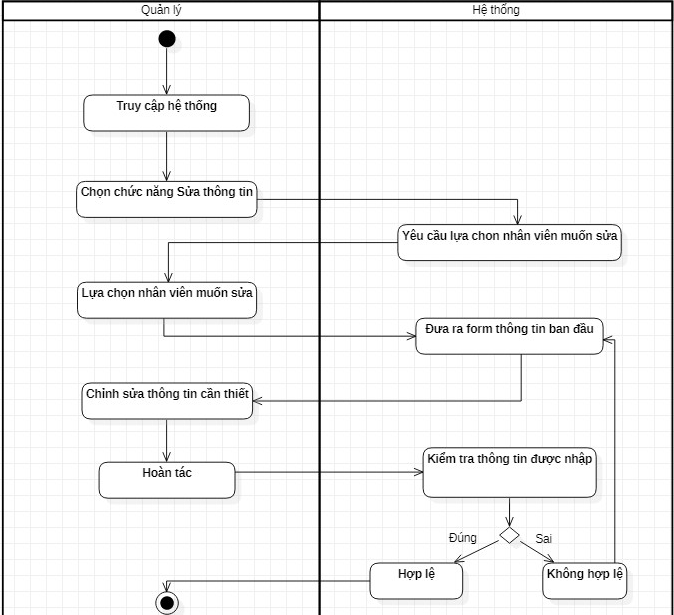 Quản lý
Hệ thống
Truy cập hệ thống
Chọn chức năng Sửa thông tin
Yêu cầu lựa chon nhân viên muốn sửa
Lựa chọn nhân viên muốn sửa
Đưa ra form thông tin ban đầu
Chỉnh sửa thông tin cần thiết
Kiểm tra thông tin được nhập
Hoàn tác
Đúng
Sai
Hợp lệ
Không hợp lệ